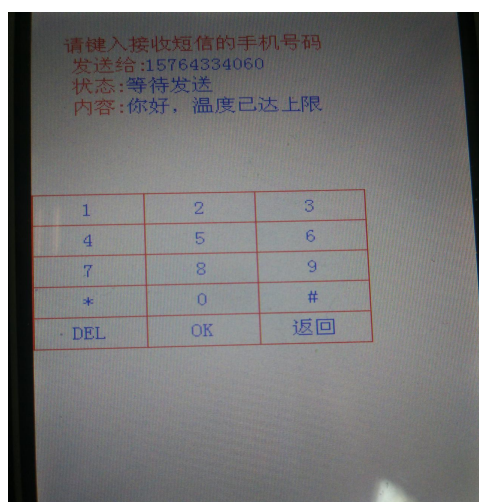 请键入接收短信的手机号码
发送给:15764334060
状态:等待发送
内容:你好，温度已达上限
1 2 3
4 5 6
7 8 9
* 0 #
DEL OK 返回